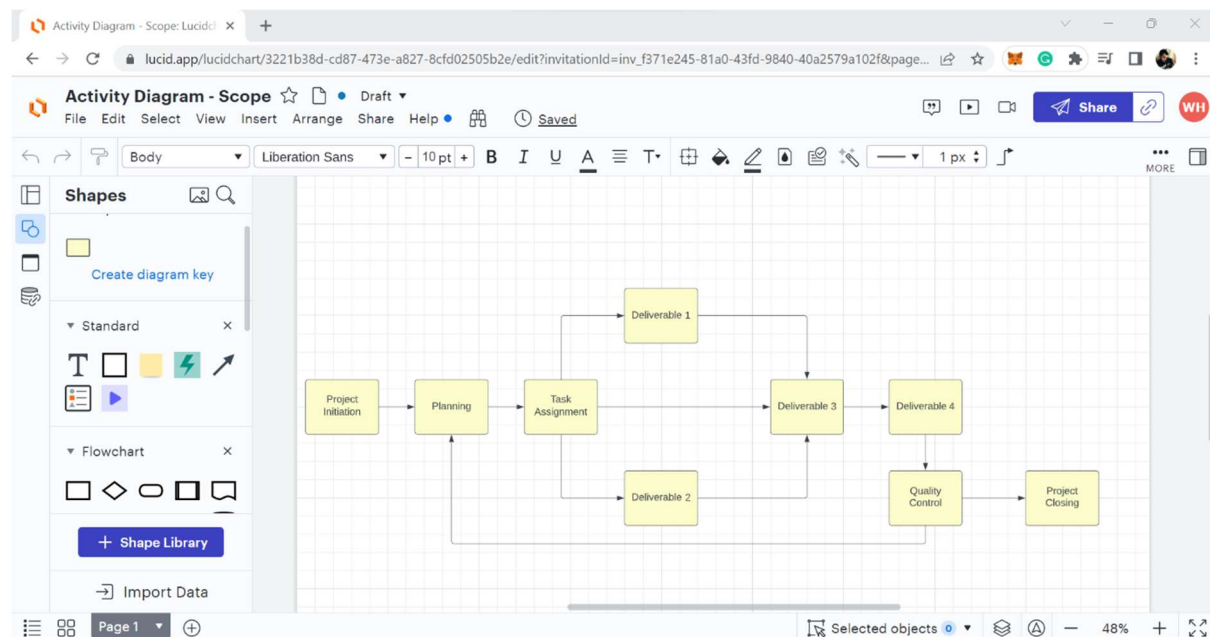 Activity Diagram - Scope: Lucidc
lucid.app/lucidchart/3221b38d-cd87-473e-a827-8cfd02505b2e/edit?invitationId=inv_f371e245-81a0-43fd-9840-40a2579a102f&page...
Activity Diagram - Scope Draft
File Edit Select View Insert Arrange Share Help Saved
Share
WH
Body Liberation Sans - 10 pt + B I U A T 1 px
MORE
Shapes
Create diagram key
Standard
T
Flowchart
+ Shape Library
Import Data
Deliverable 1
Project
Initiation
Planning
Task
Assignment
Deliverable 3
Deliverable 4
Deliverable 2
Quality
Control
Project
Closing
Page 1
Selected objects 0
48%